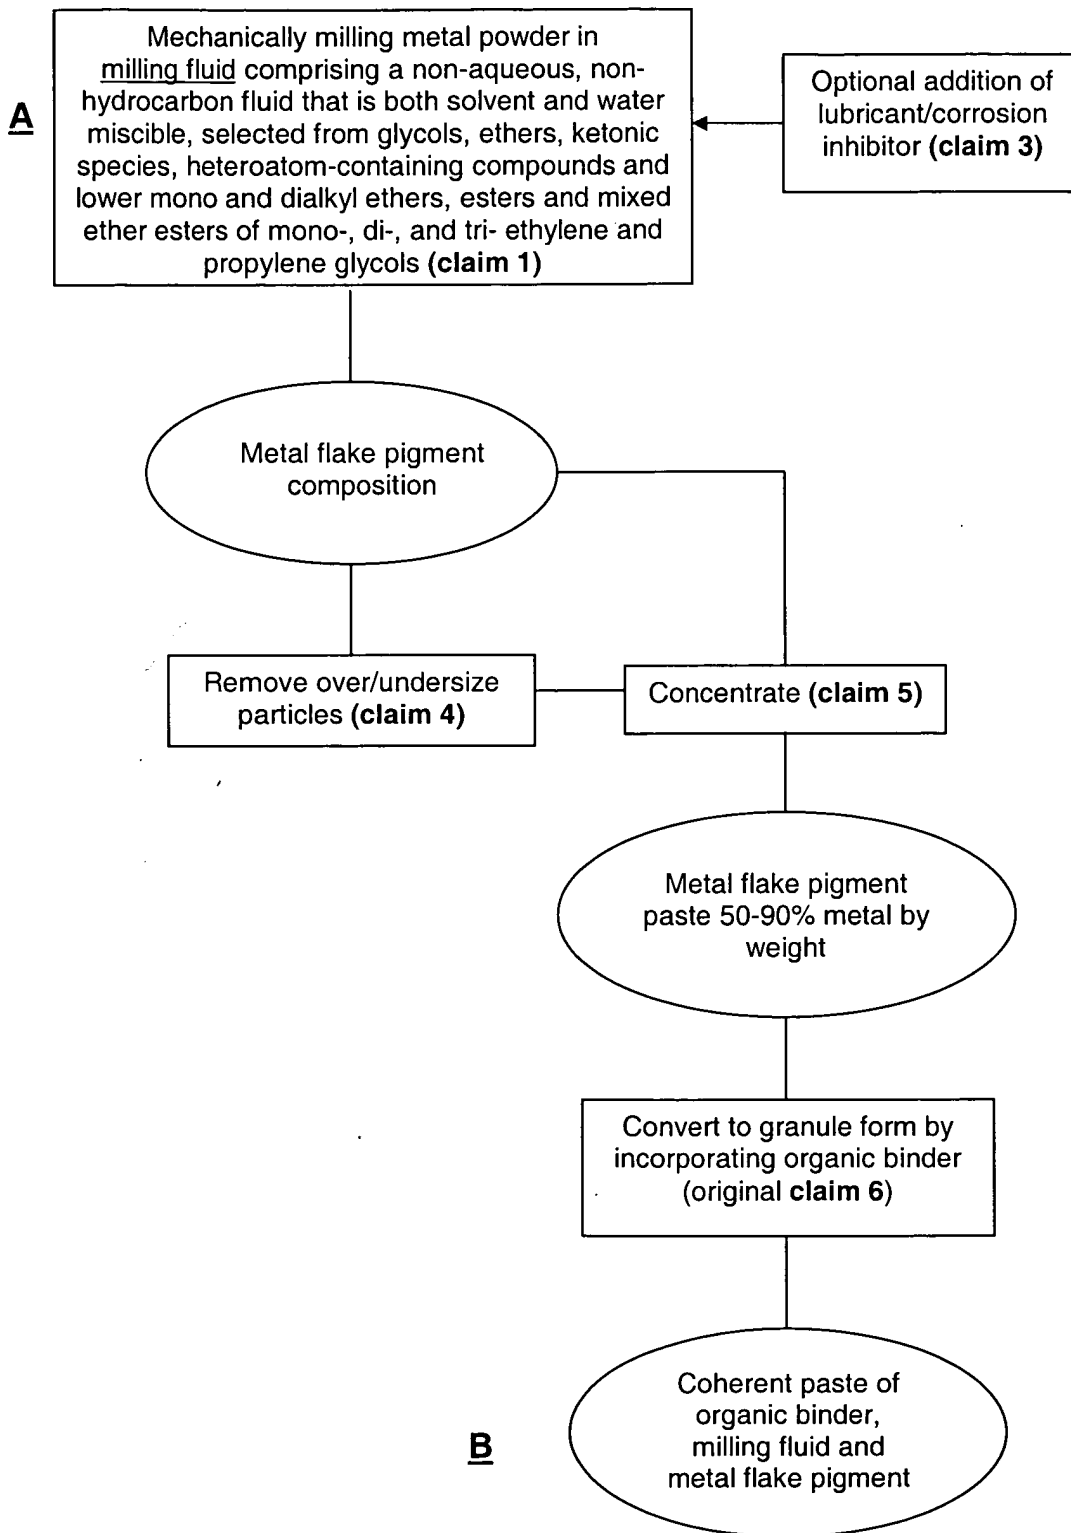 Mechanically milling metal powder in
milling fluid comprising a non-aqueous, non-
hydrocarbon fluid that is both solvent and water
miscible, selected from glycols, ethers, ketonic
species, heteroatom-containing compounds and
lower mono and dialkyl ethers, esters and mixed
ether esters of mono-, di-, and tri- ethylene and
propylene glycols (claim 1)
A
Optional addition of
lubricant/corrosion
inhibitor (claim 3)
Metal flake pigment
composition
Remove over/undersize
particles (claim 4)
Concentrate (claim 5)
Metal flake pigment
paste 50-90% metal by
weight
Convert to granule form by
incorporating organic binder
(original claim 6)
Coherent paste of
organic binder,
milling fluid and
metal flake pigment
B